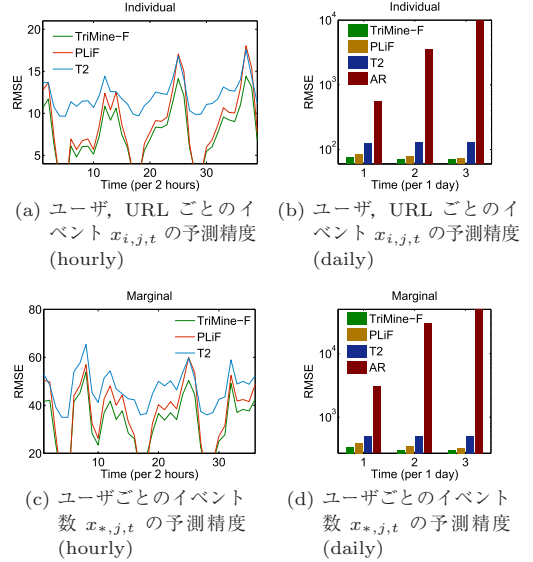 Individual
20
15
10
5
RMSE
TriMine−F
PLiF
T2
10 20 30
Time (per 2 hours)
(a) ユーザ, URL ごとのイ
ベント x_{i,j,t} の予測精度
(hourly)
Individual
10^4
10^3
10^2
RMSE
TriMine−F
PLiF
T2
AR
1 2 3
Time (per 1 day)
(b) ユーザ, URL ごとのイ
ベント x_{i,j,t} の予測精度
(daily)
Marginal
80
60
40
20
RMSE
TriMine−F
PLiF
T2
10 20 30
Time (per 2 hours)
(c) ユーザごとのイベント
数 x_{*,j,t} の予測精度
(hourly)
Marginal
10^4
10^3
RMSE
TriMine−F
PLiF
T2
AR
1 2 3
Time (per 1 day)
(d) ユーザごとのイベント
数 x_{*,j,t} の予測精度
(daily)